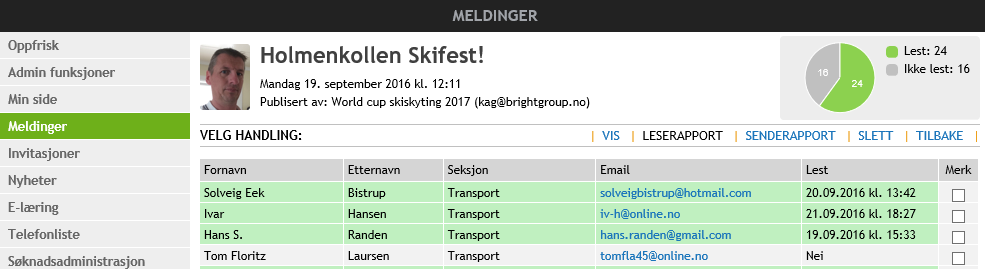 MELDINGER
Oppfrisk
Admin funksjoner
Min side
Meldinger
Invitasjoner
Nyheter
E-læring
Telefonliste
Søknadsadministrasjon
Holmenkollen Skifest!
Mandag 19. september 2016 kl. 12:11
Publisert av: World cup skiskyting 2017 (kag@brightgroup.no)
16
24
Lest: 24
Ikke lest: 16
VELG HANDLING: | VIS | LESERAPPORT | SENDERAPPORT | SLETT | TILBAKE |
Fornavn Etternavn Seksjon Email Lest Merk
Solveig Eek Bistrup Transport solveigbistrup@hotmail.com 20.09.2016 kl. 13:42
Ivar Hansen Transport iv-h@online.no 21.09.2016 kl. 18:27
Hans S. Randen Transport hans.randen@gmail.com 19.09.2016 kl. 15:33
Tom Floritz Laursen Transport tomfla45@online.no Nei